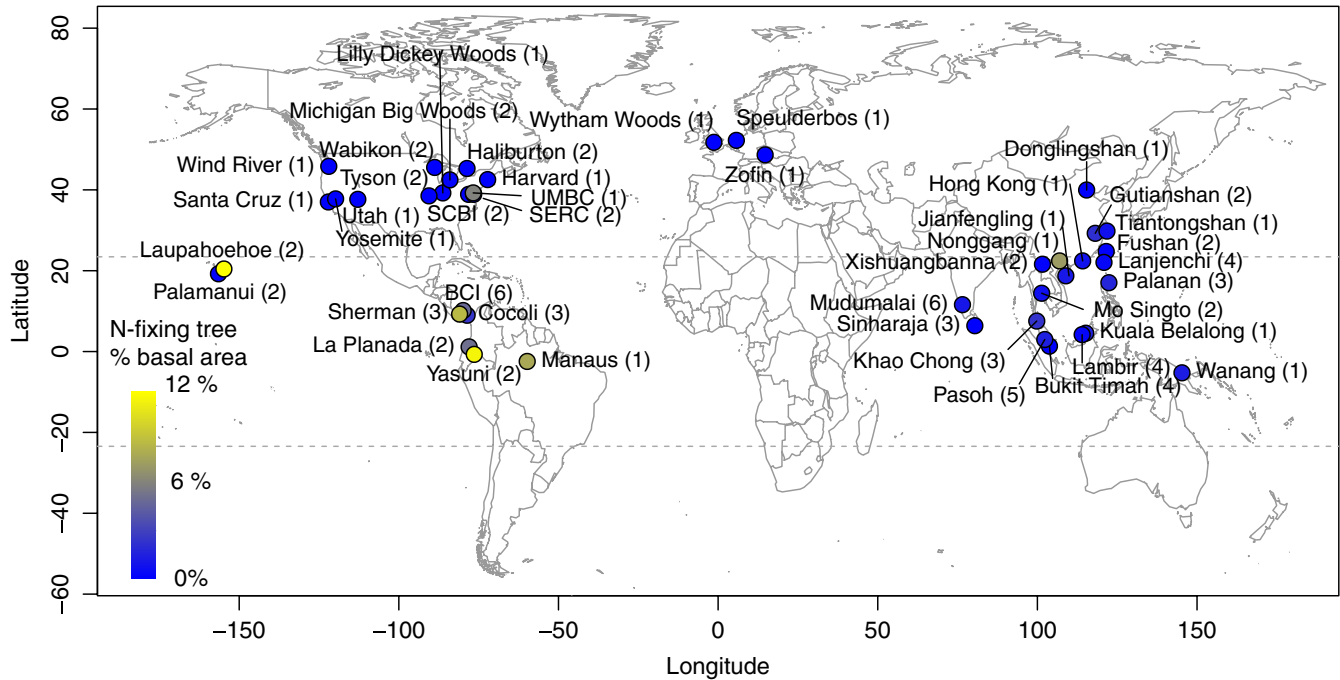 80
60
40
20
0
−20
−40
−60
Latitude
Lilly Dickey Woods (1)
Michigan Big Woods (2)
Wytham Woods (1)
Speulderbos (1)
Wabikon (2)
Haliburton (2)
Donglingshan (1)
Wind River (1)
Tyson (2)
Harvard (1)
Zofin (1)
Hong Kong (1)
Gutianshan (2)
Santa Cruz (1)
Utah (1)
SCBI (2)
UMBC (1)
SERC (2)
Jianfengling (1)
Tiantongshan (1)
Yosemite (1)
Nonggang (1)
Fushan (2)
Laupahoehoe (2)
Xishuangbanna (2)
Lanjenchi (4)
Palamanui (2)
BCI (6)
Palanan (3)
Sherman (3)
Cocoli (3)
Mudumalai (6)
Mo Singto (2)
N-fixing tree
% basal area
Sinharaja (3)
Kuala Belalong (1)
La Planada (2)
Manaus (1)
Khao Chong (3)
Lambir (4)
Wanang (1)
Yasuni (2)
Pasoh (5)
Bukit Timah (4)
12 %
6 %
0%
−150
−100
−50
0
50
100
150
Longitude